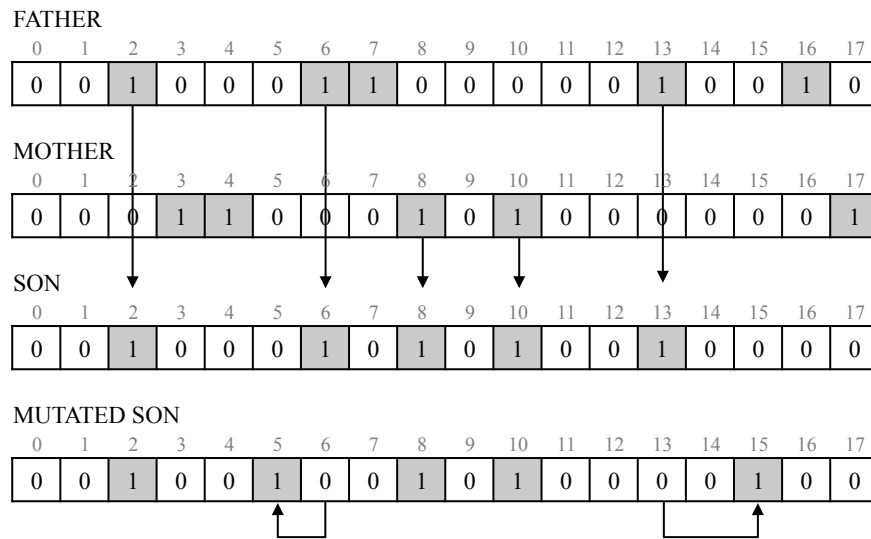 FATHER
0 1 2 3 4 5 6 7 8 9 10 11 12 13 14 15 16 17
0 0 1 0 0 0 1 1 0 0 0 0 0 1 0 0 1 0
MOTHER
0 1 2 3 4 5 6 7 8 9 10 11 12 13 14 15 16 17
0 0 0 1 1 0 0 0 1 0 1 0 0 0 0 0 0 1
SON
0 1 2 3 4 5 6 7 8 9 10 11 12 13 14 15 16 17
0 0 1 0 0 0 1 0 1 0 1 0 0 1 0 0 0 0
MUTATED SON
0 1 2 3 4 5 6 7 8 9 10 11 12 13 14 15 16 17
0 0 1 0 0 1 0 0 1 0 1 0 0 0 0 1 0 0